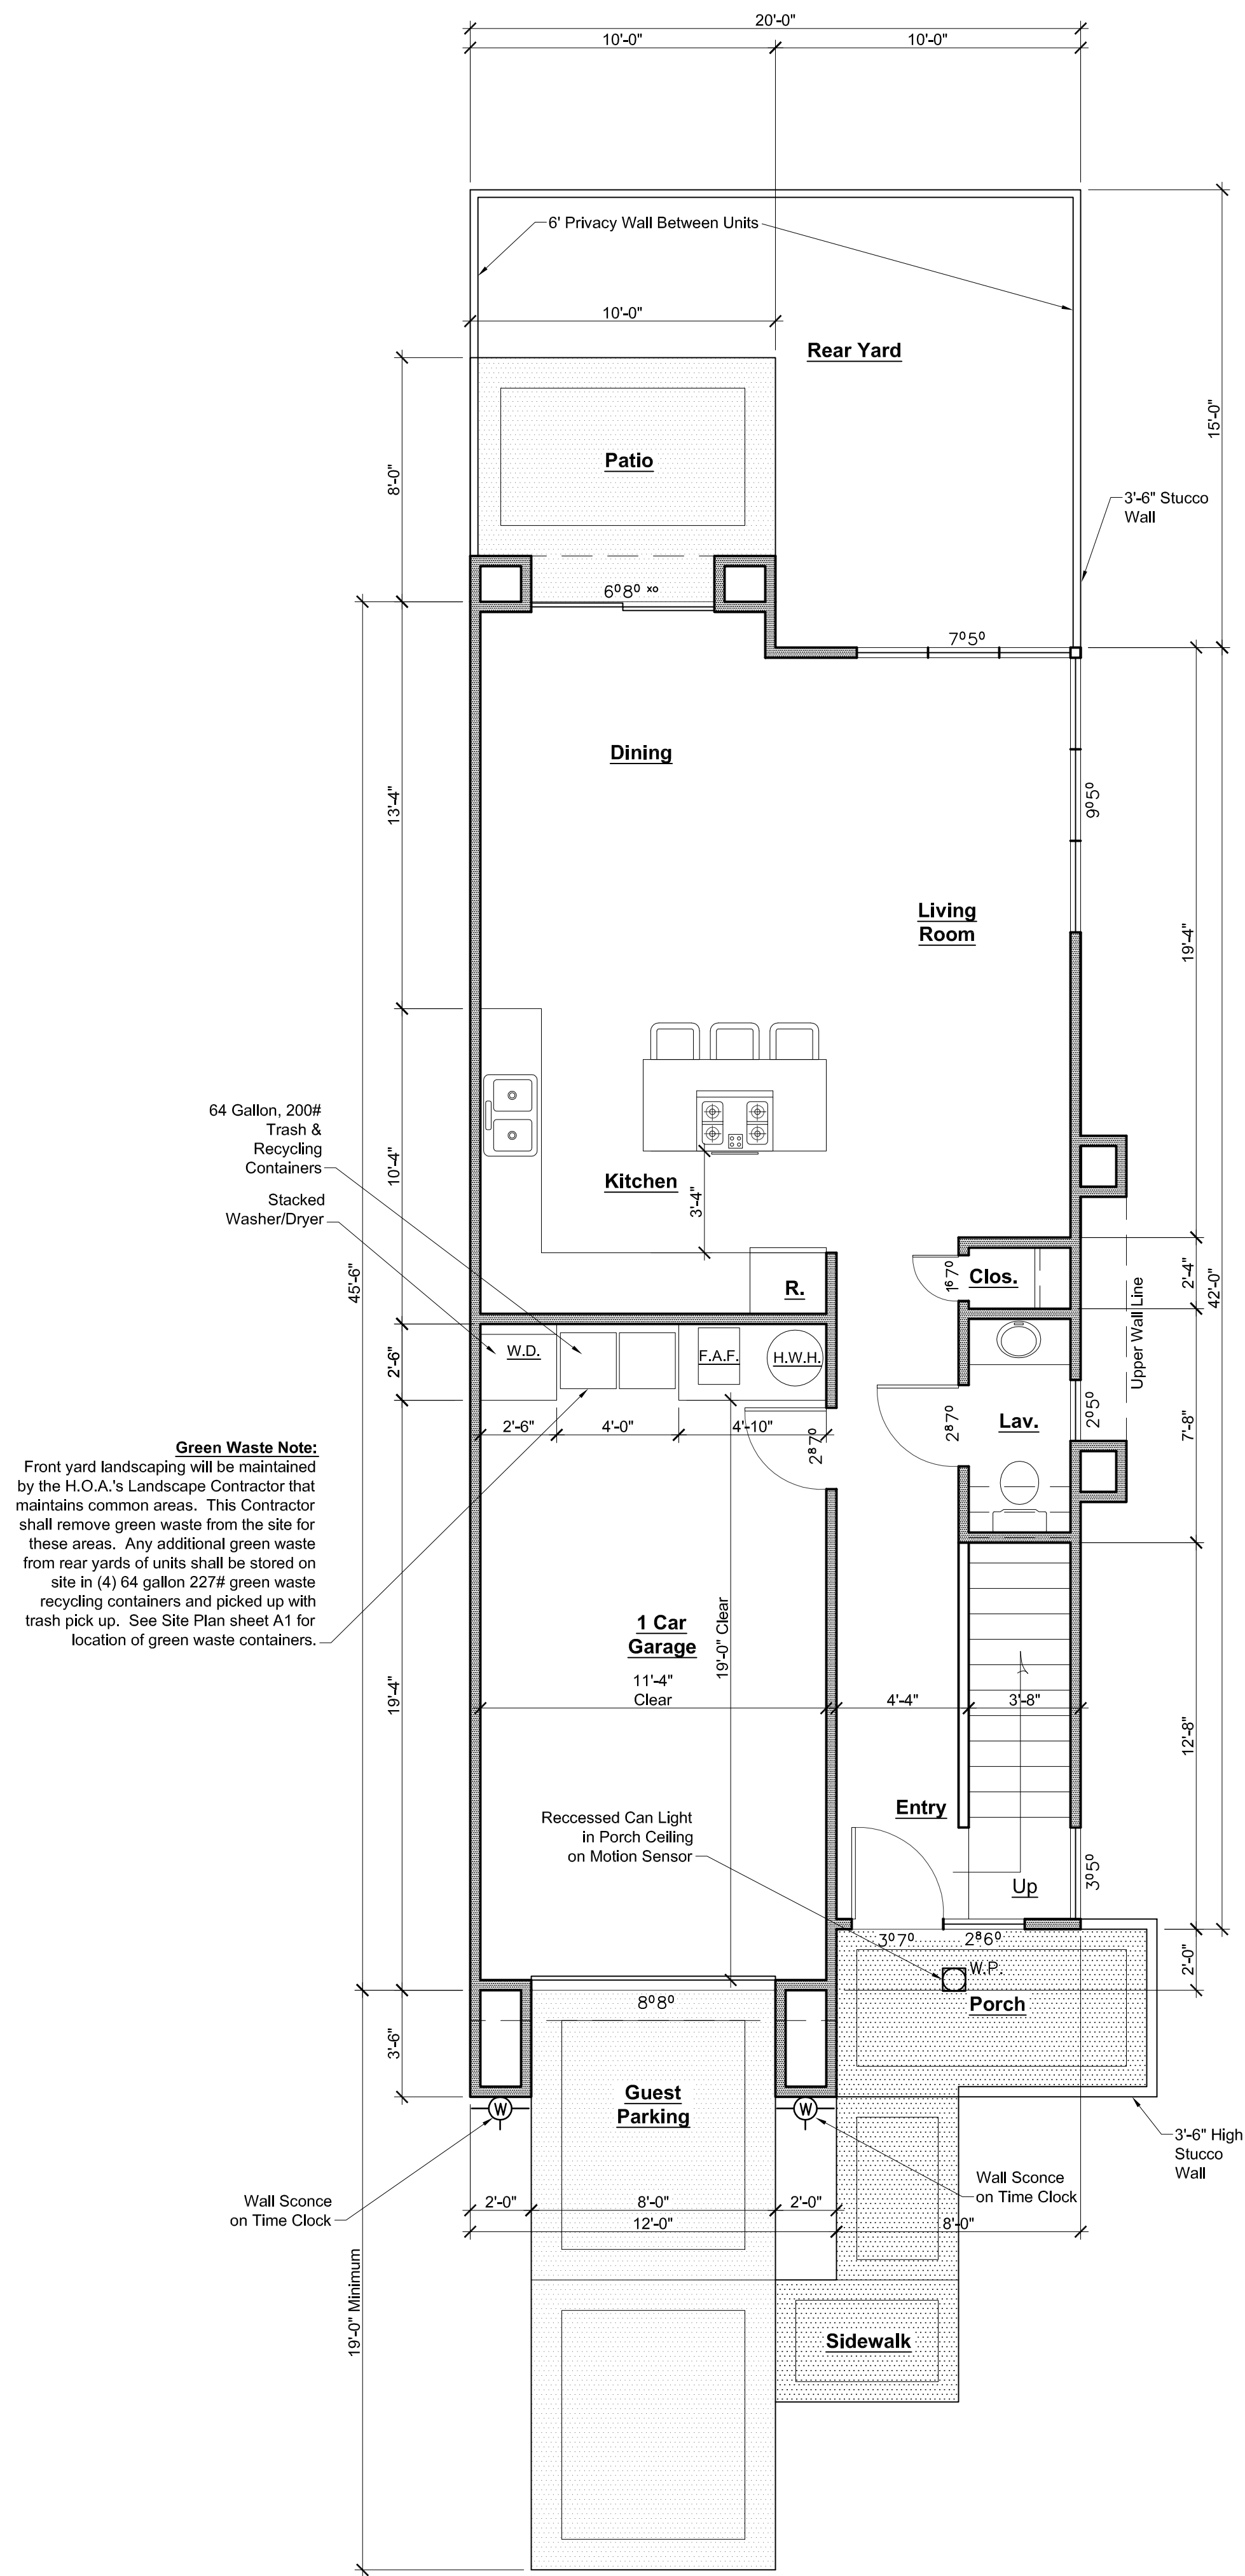 20'-0"
10'-0"
10'-0"
6' Privacy Wall Between Units
10'-0"
Rear Yard
15'-0"
8'-0"
Patio
3'-6" Stucco
Wall
6⁰8⁰ ˣᵒ
7⁰5⁰
Dining
13'-4"
9⁰5⁰
Living
Room
19'-4"
64 Gallon, 200#
Trash &
Recycling
Containers
Stacked
Washer/Dryer
10'-4"
Kitchen
3'-4"
45'-6"
R.
1⁶7⁰
Clos.
2'-4"
42'-0"
Upper Wall Line
2'-6"
W.D.
F.A.F.
H.W.H.
2'-6"
4'-0"
4'-10"
2⁸7⁰
2⁸7⁰
Lav.
2⁰5⁰
7'-8"
Green Waste Note:
Front yard landscaping will be maintained
by the H.O.A.'s Landscape Contractor that
maintains common areas.  This Contractor
shall remove green waste from the site for
these areas.  Any additional green waste
from rear yards of units shall be stored on
site in (4) 64 gallon 227# green waste
recycling containers and picked up with
trash pick up.  See Site Plan sheet A1 for
location of green waste containers.
1 Car
Garage
19'-0" Clear
11'-4"
Clear
19'-4"
4'-4"
3'-8"
12'-8"
Entry
Reccessed Can Light
in Porch Ceiling
on Motion Sensor
Up
3⁰5⁰
3⁰7⁰
2⁸6⁰
2'-0"
W.P.
Porch
8⁰8⁰
3'-6"
Guest
Parking
W
W
3'-6" High
Stucco
Wall
Wall Sconce
on Time Clock
Wall Sconce
on Time Clock
2'-0"
8'-0"
2'-0"
12'-0"
8'-0"
19'-0" Minimum
Sidewalk